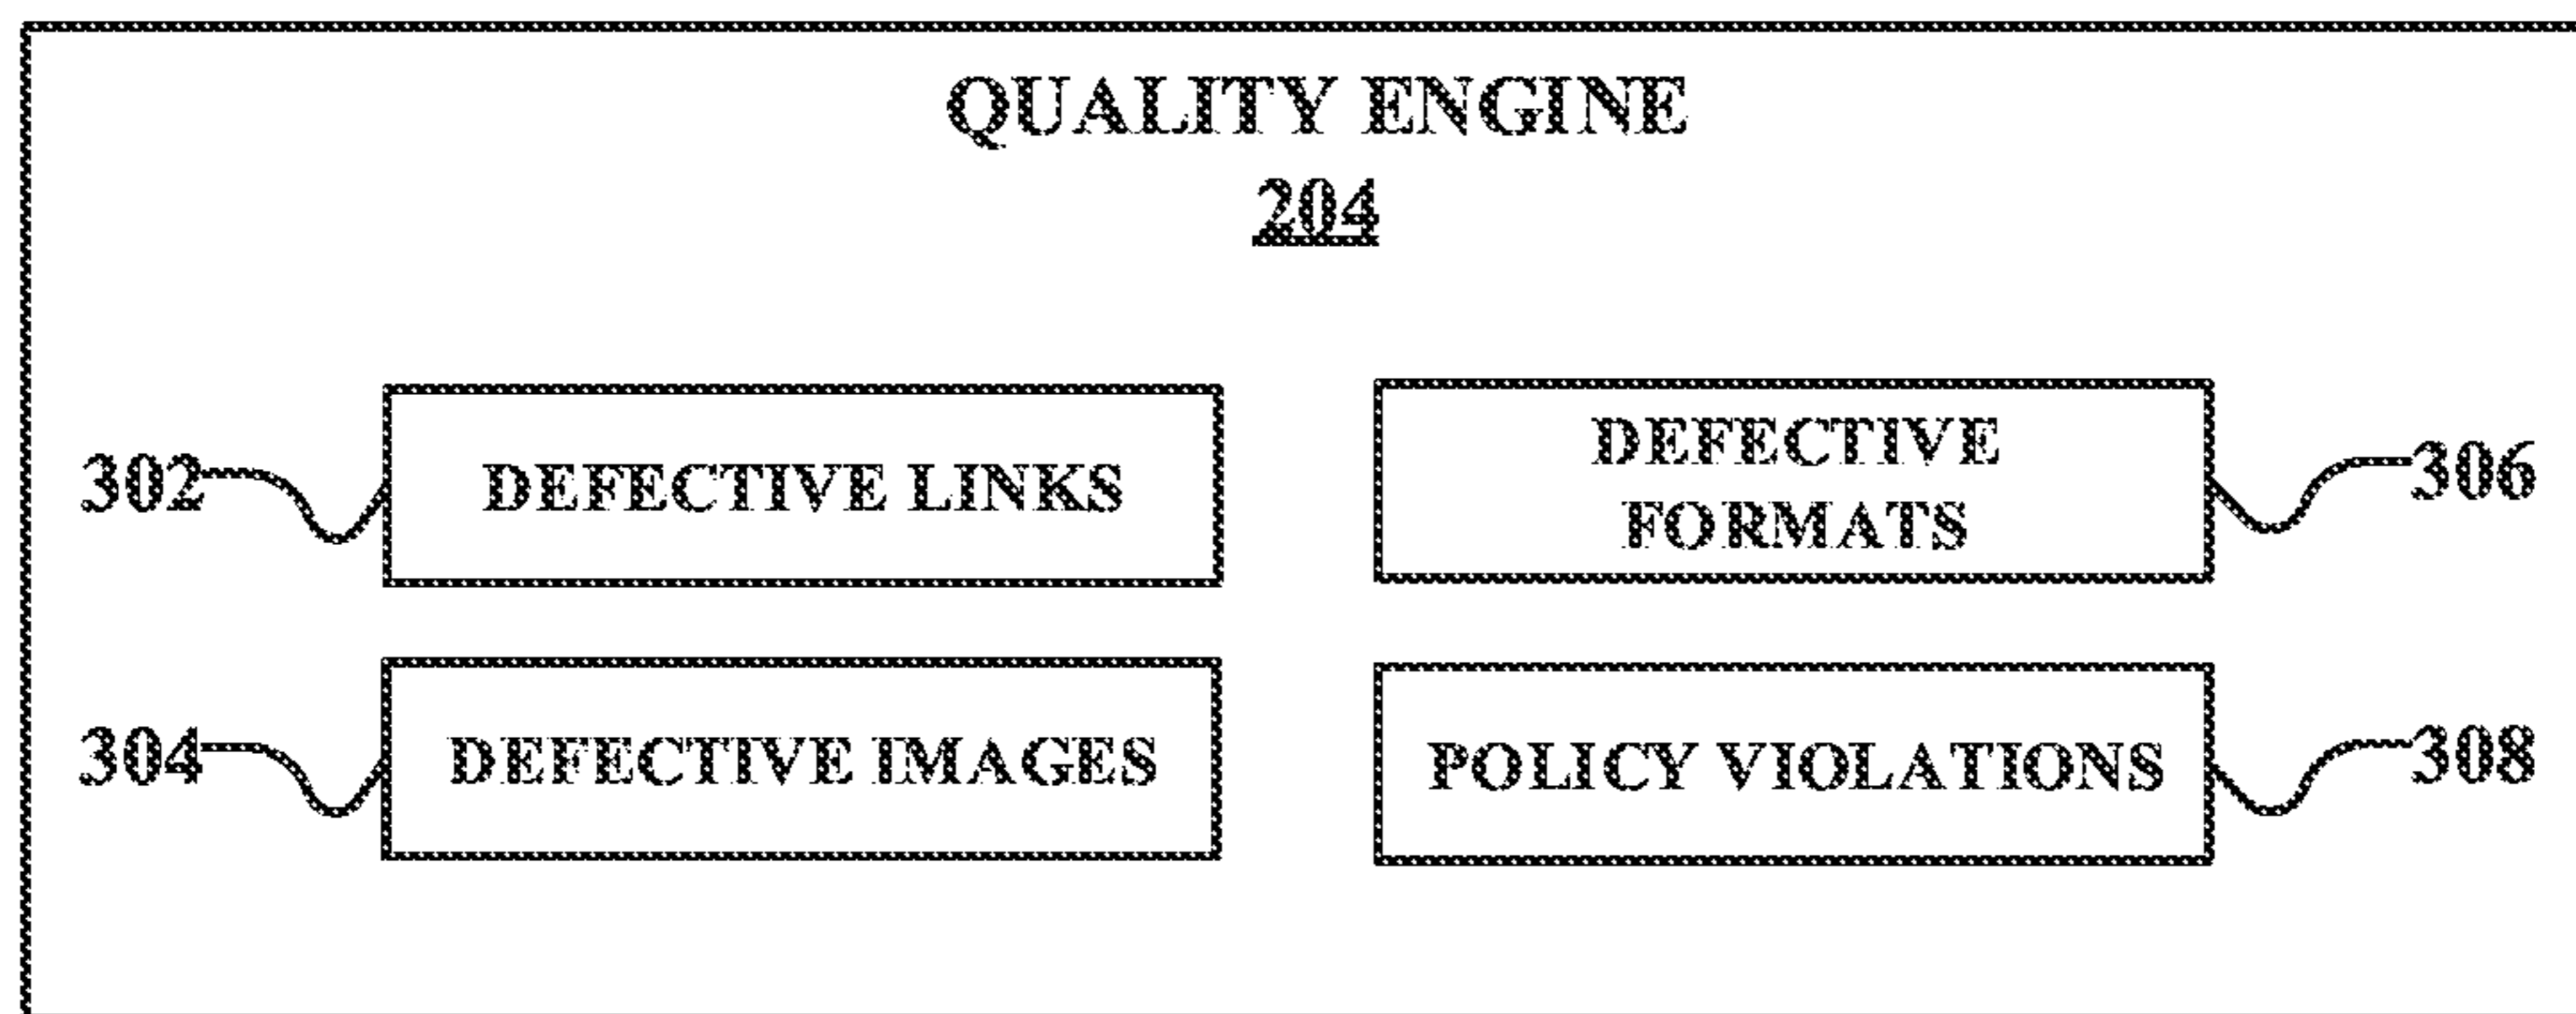 QUALITY ENGINE
204
302
DEFECTIVE LINKS
DEFECTIVE
FORMATS
306
304
DEFECTIVE IMAGES
POLICY VIOLATIONS
308